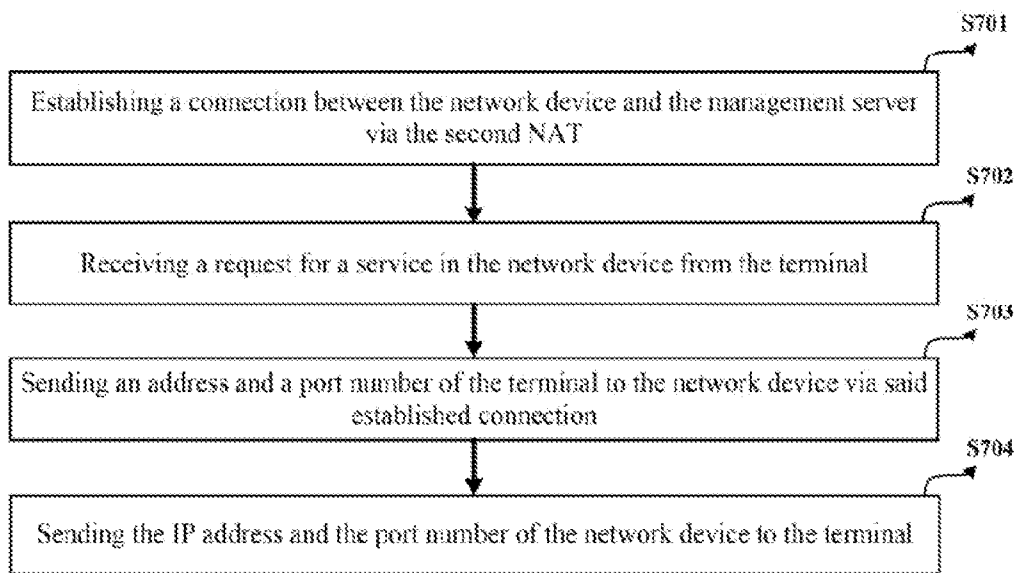 S701
Establishing a connection between the network device and the management server
via the second NAT
S702
Receiving a request for a service in the network device from the terminal
S703
Sending an address and a port number of the terminal to the network device via said
established connection
S704
Sending the IP address and the port number of the network device to the terminal